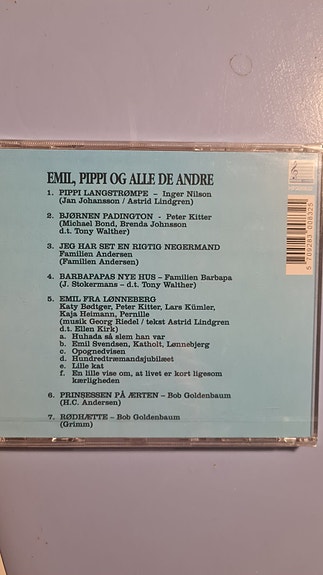 EMIL, PIPPI OG ALLE DE ANDRE
1. PIPPI LANGSTRØMPE – Inger Nilson
(Jan Johansson / Astrid Lindgren)
2. BJØRNEN PADINGTON - Peter Kitter
(Michael Bond, Brenda Johnsson
d.t. Tony Walther)
3. JEG HAR SET EN RIGTIG NEGERMAND
Familien Andersen
(Familien Andersen)
4. BARBAPAPAS NYE HUS – Familien Barbapa
(J. Stokermans – d.t. Tony Walther)
5. EMIL FRA LØNNEBERG
Katy Bødtger, Peter Kitter, Lars Kümler,
Kaja Heimann, Pernille
(musik Georg Riedel / tekst Astrid Lindgren
d.t. Ellen Kirk)
a. Huhada så slem han var
b. Emil Svendsen, Katholt, Lønnebjerg
c. Opognedvisen
d. Hundredtræmandsjubilæet
e. Lille kat
f. En lille vise om, at livet er kort ligesom
kærligheden
6. PRINSESSEN PÅ ÆRTEN – Bob Goldenbaum
(H.C. Andersen)
7. RØDHÆTTE – Bob Goldenbaum
(Grimm)
5 709283 008325